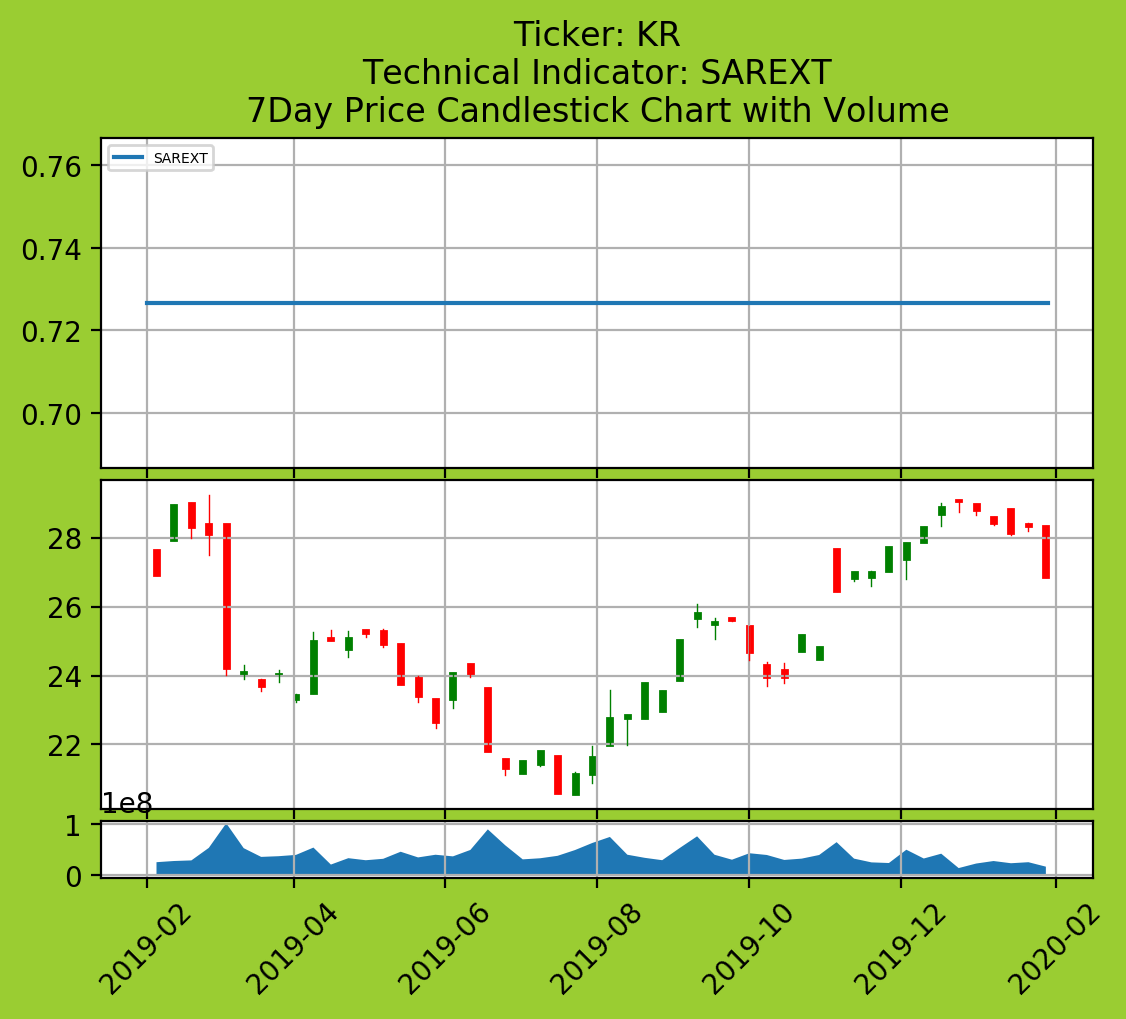 Ticker: KR
Technical Indicator: SAREXT
7Day Price Candlestick Chart with Volume
SAREXT
0.76
0.74
0.72
0.70
28
26
24
22
1e8
1
0
2019-02 2019-04 2019-06 2019-08 2019-10 2019-12 2020-02